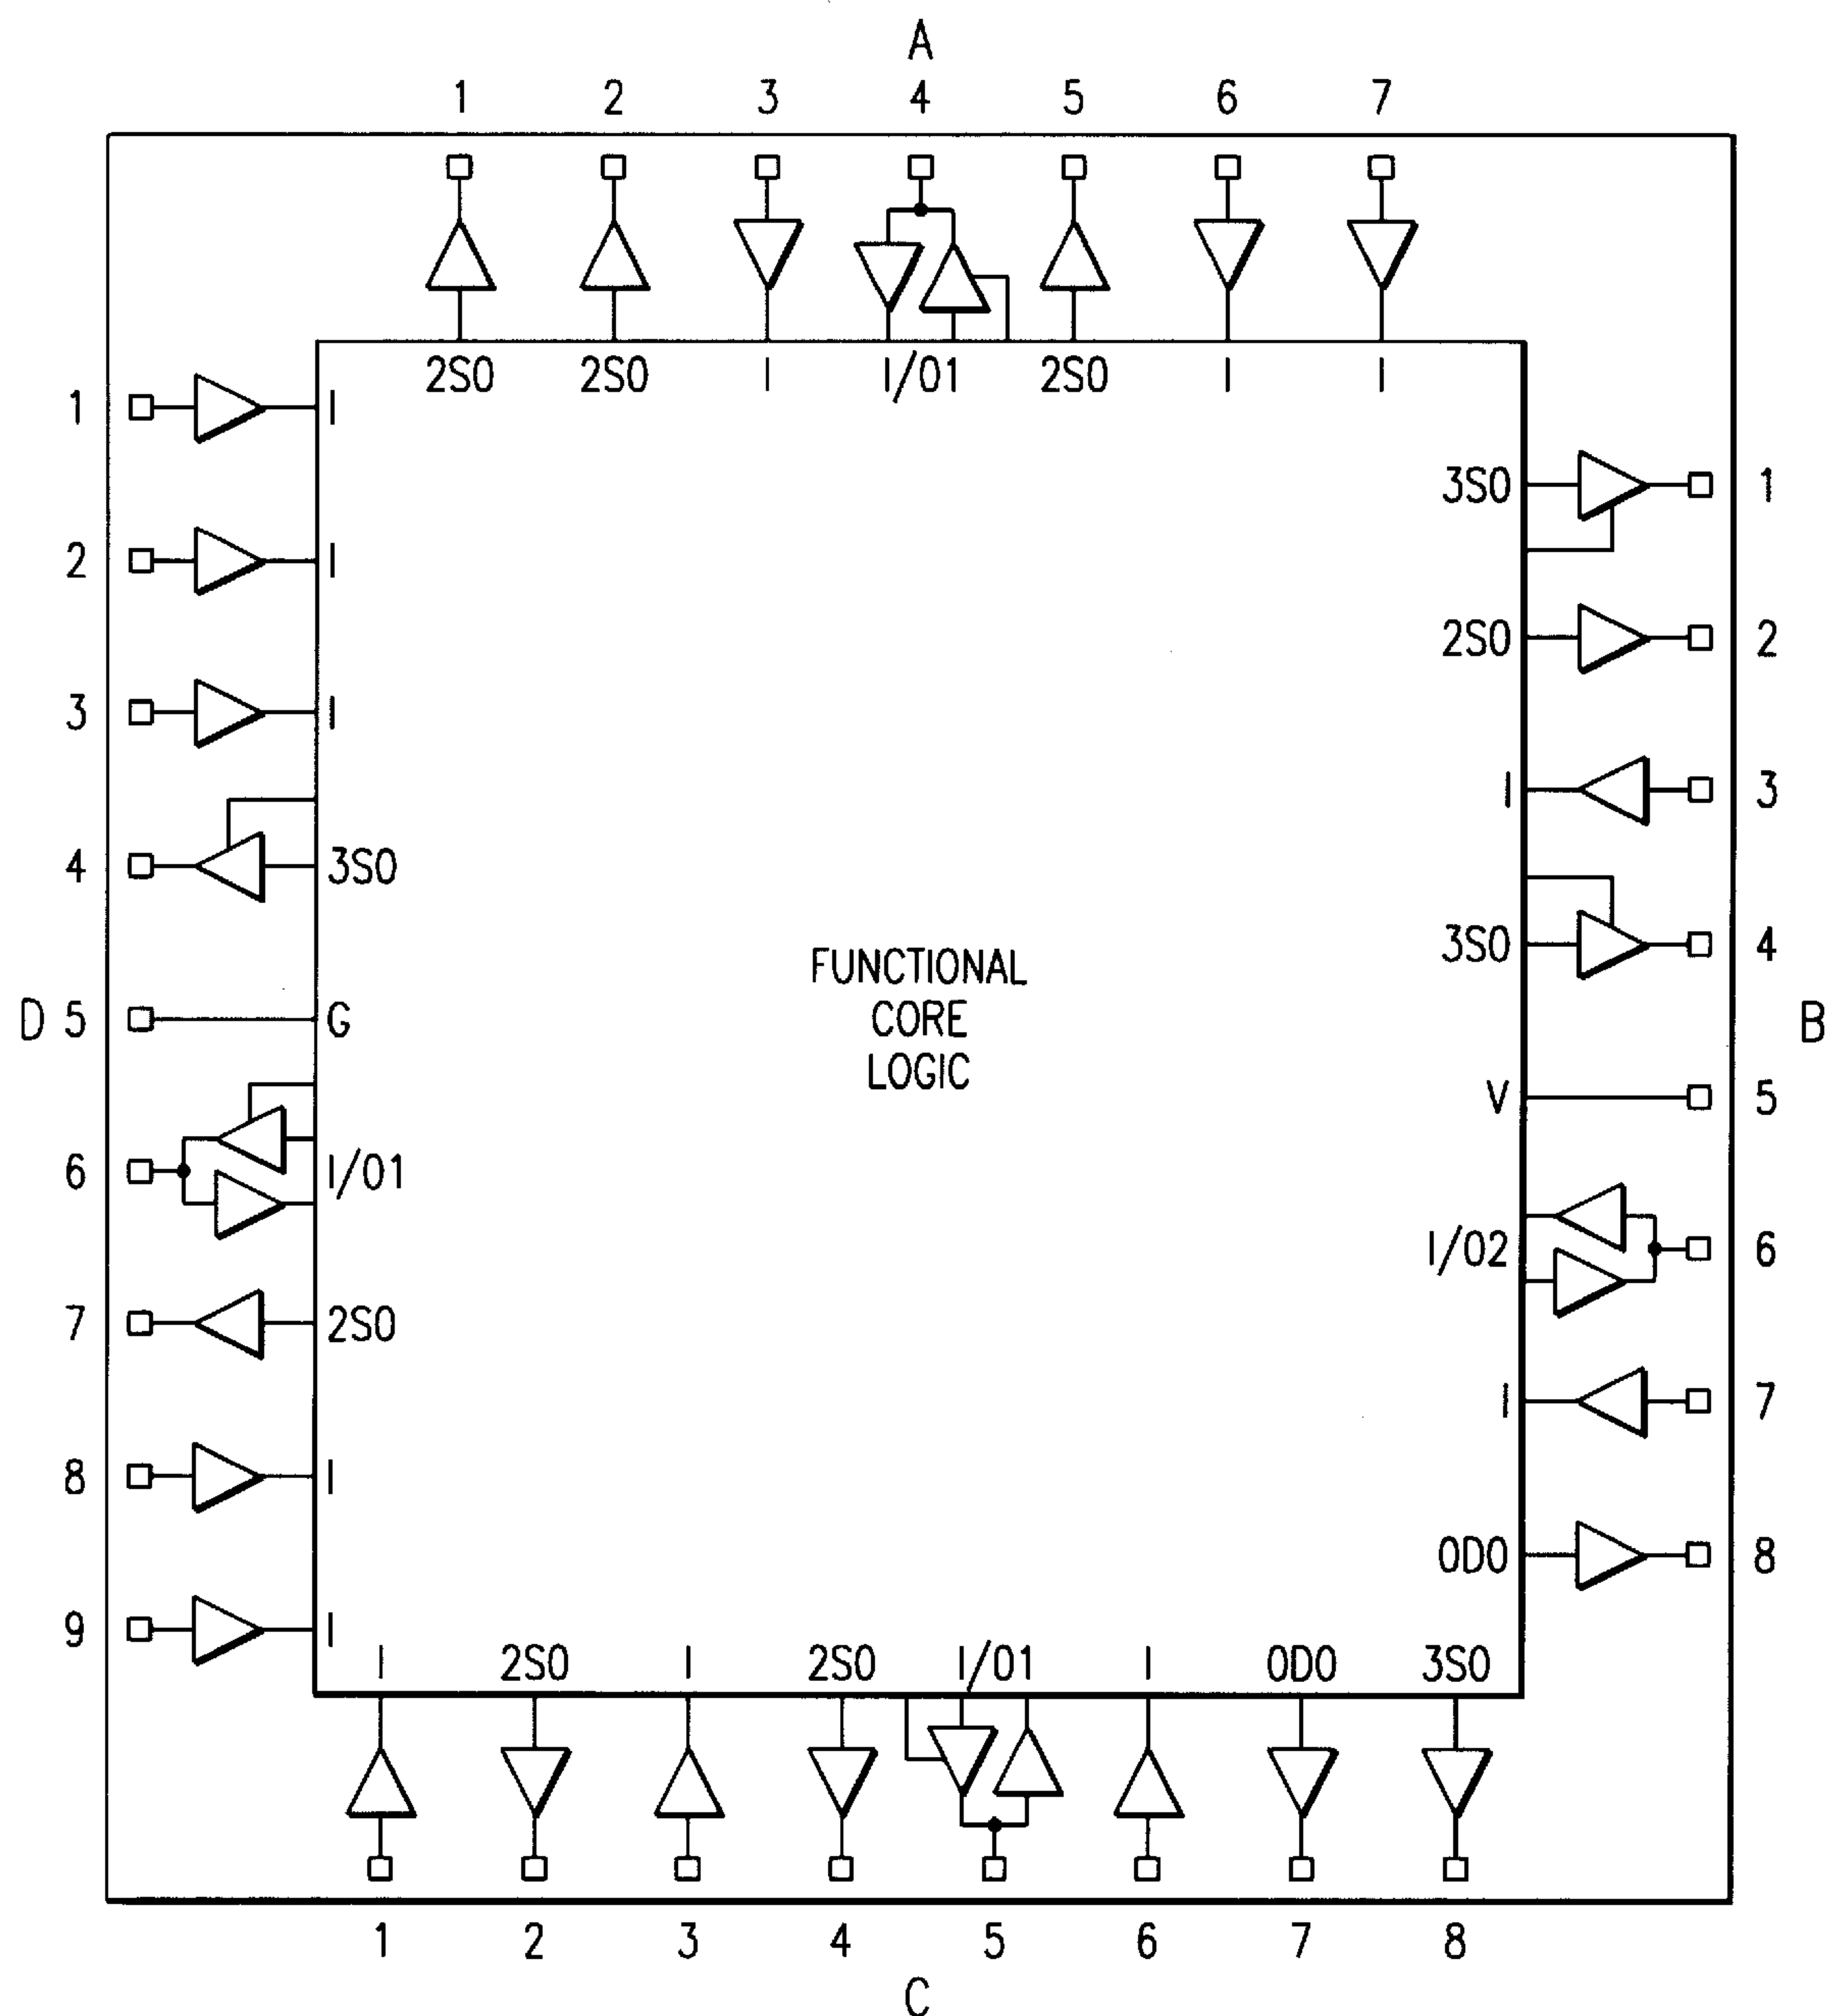 A
1 2 3 4 5 6 7
2SO 2SO I I/O1 2SO I I
1 I
2 I
3 I
4 3SO
D 5 G
6 I/O1
7 2SO
8 I
9 I
FUNCTIONAL
CORE
LOGIC
3SO 1
2SO 2
I 3
3SO 4
B
V 5
I/O2 6
I 7
ODO 8
I 2SO I 2SO I/O1 I ODO 3SO
1 2 3 4 5 6 7 8
C